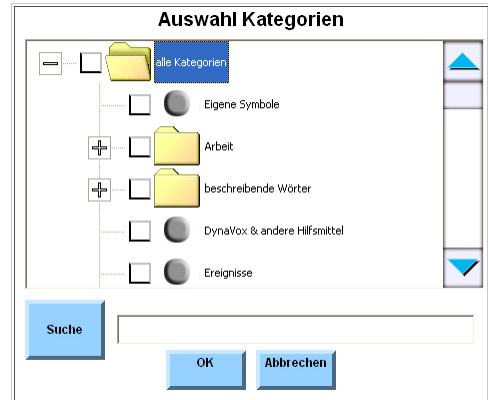 Auswahl Kategorien
alle Kategorien
Eigene Symbole
Arbeit
beschreibende Wörter
DynaVox & andere Hilfsmittel
Ereignisse
Suche
OK
Abbrechen